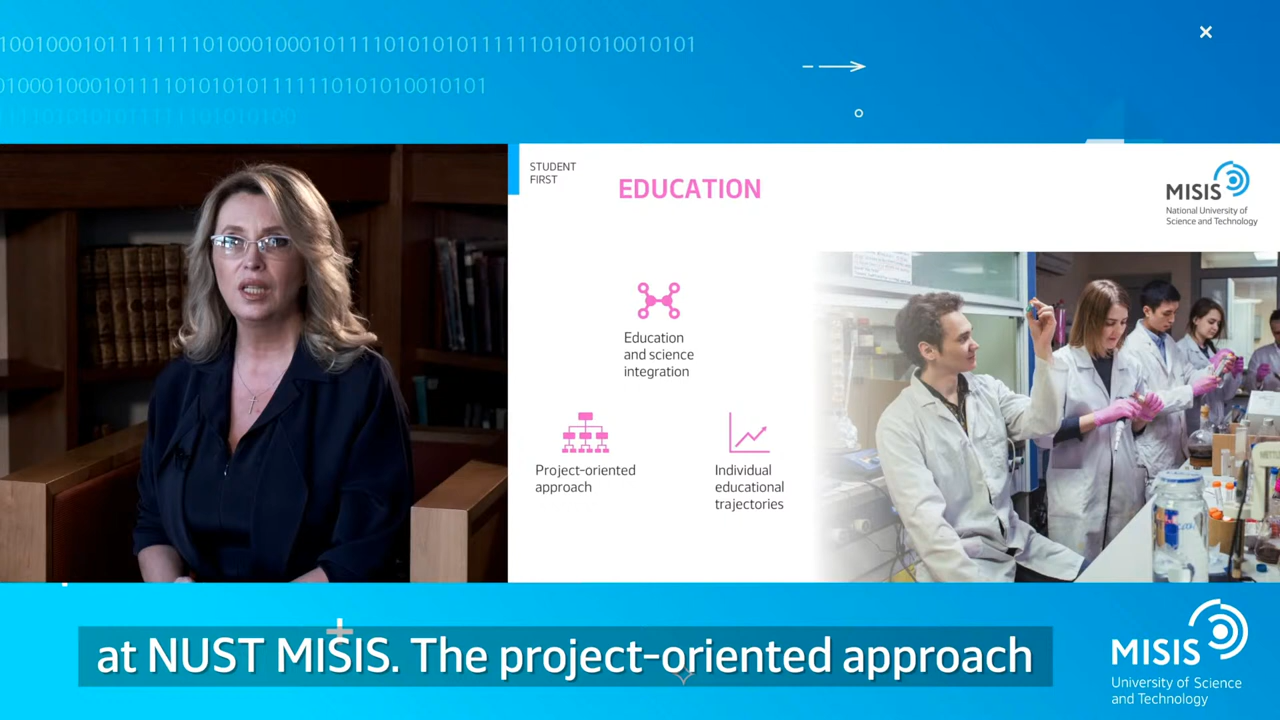 1001000101111111101000100010111101010101111110101010010101
01000100010111101010101111110101010010101
STUDENT
FIRST
EDUCATION
MISIS
National University of
Science and Technology
Education
and science
integration
Project-oriented
approach
Individual
educational
trajectories
at NUST MISIS. The project-oriented approach
MISIS
University of Science
and Technology